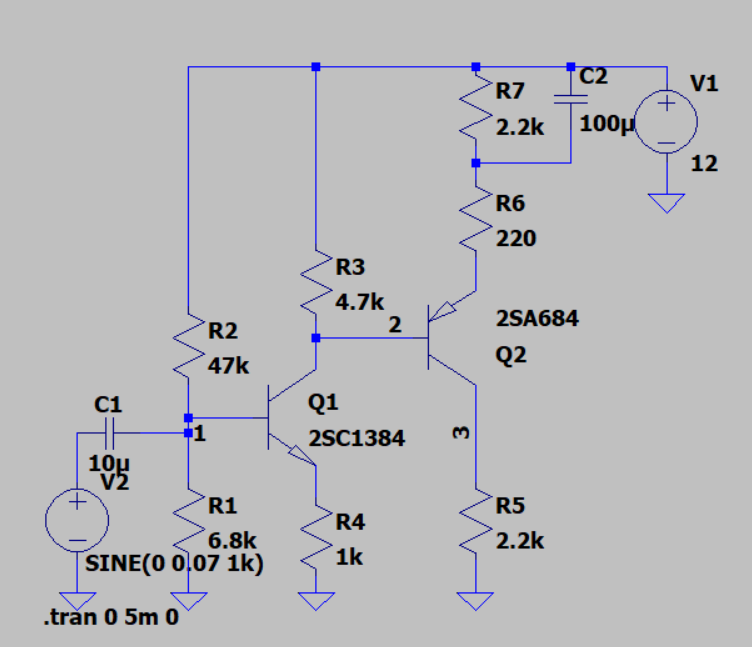 C2
R7
V1
2.2k
100µ
12
R6
220
R3
4.7k
2
2SA684
R2
Q2
47k
C1
Q1
1
2SC1384
3
10µ
V2
R1
R4
R5
6.8k
1k
2.2k
SINE(0 0.07 1k)
.tran 0 5m 0